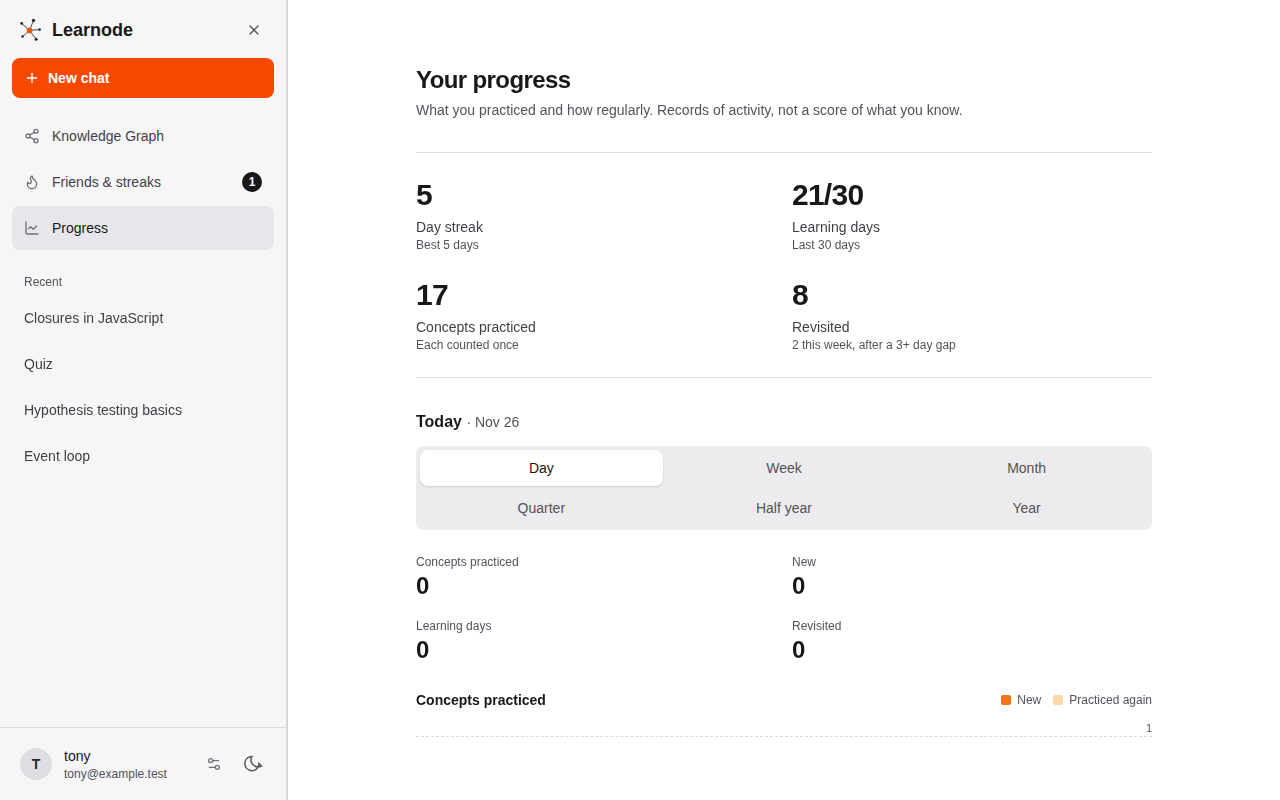 Learnode
New chat
Knowledge Graph
Friends & streaks 1
Progress
Recent
Closures in JavaScript
Quiz
Hypothesis testing basics
Event loop
T
tony
tony@example.test
Your progress
What you practiced and how regularly. Records of activity, not a score of what you know.
5
Day streak
Best 5 days
21/30
Learning days
Last 30 days
17
Concepts practiced
Each counted once
8
Revisited
2 this week, after a 3+ day gap
Today · Nov 26
Day Week Month
Quarter Half year Year
Concepts practiced
0
New
0
Learning days
0
Revisited
0
Concepts practiced
New Practiced again
1